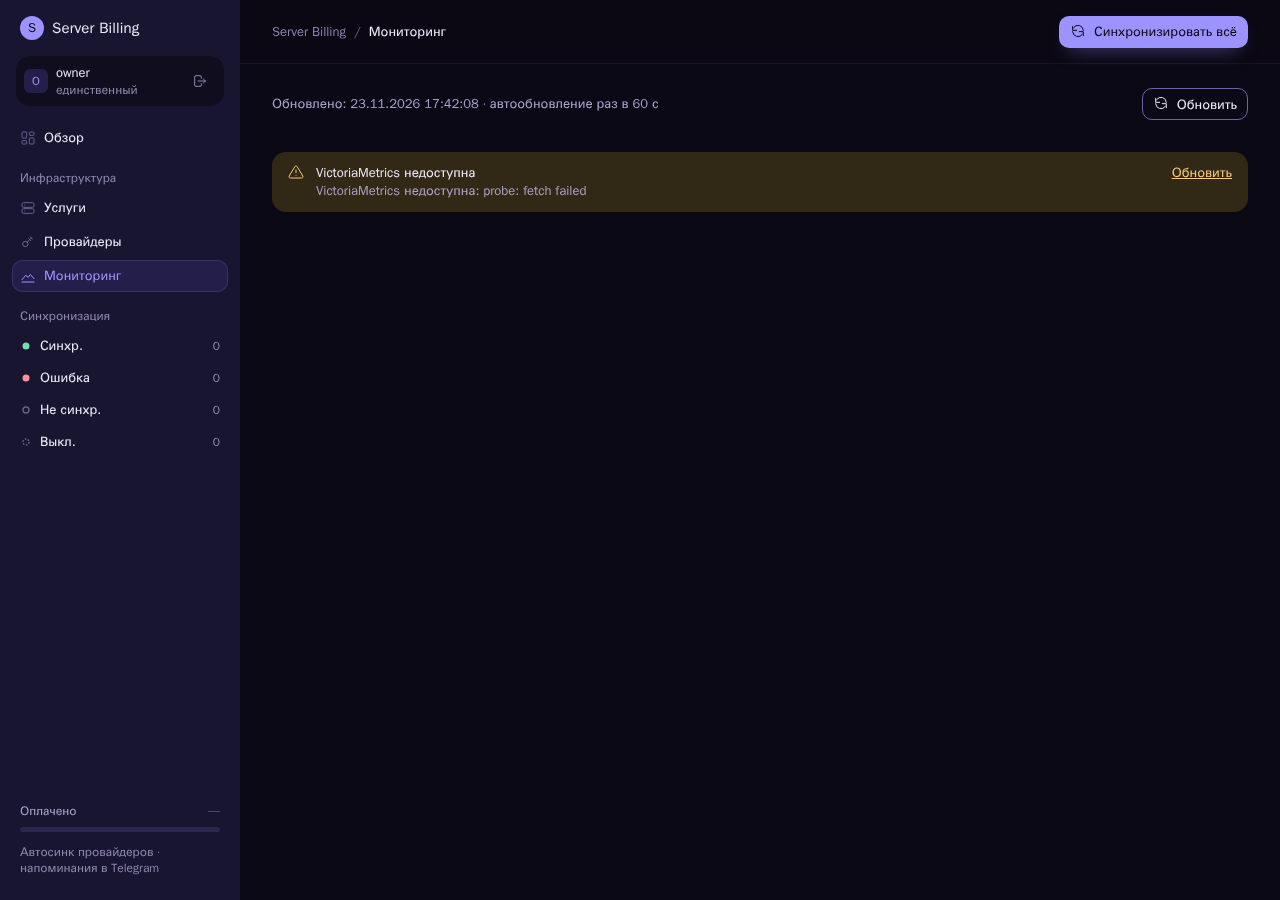 S Server Billing
O owner
единственный
Обзор
Инфраструктура
Услуги
Провайдеры
Мониторинг
Синхронизация
Синхр. 0
Ошибка 0
Не синхр. 0
Выкл. 0
Оплачено —
Автосинк провайдеров ·
напоминания в Telegram
Server Billing / Мониторинг
Синхронизировать всё
Обновлено: 23.11.2026 17:42:08 · автообновление раз в 60 с
Обновить
VictoriaMetrics недоступна
Обновить
VictoriaMetrics недоступна: probe: fetch failed